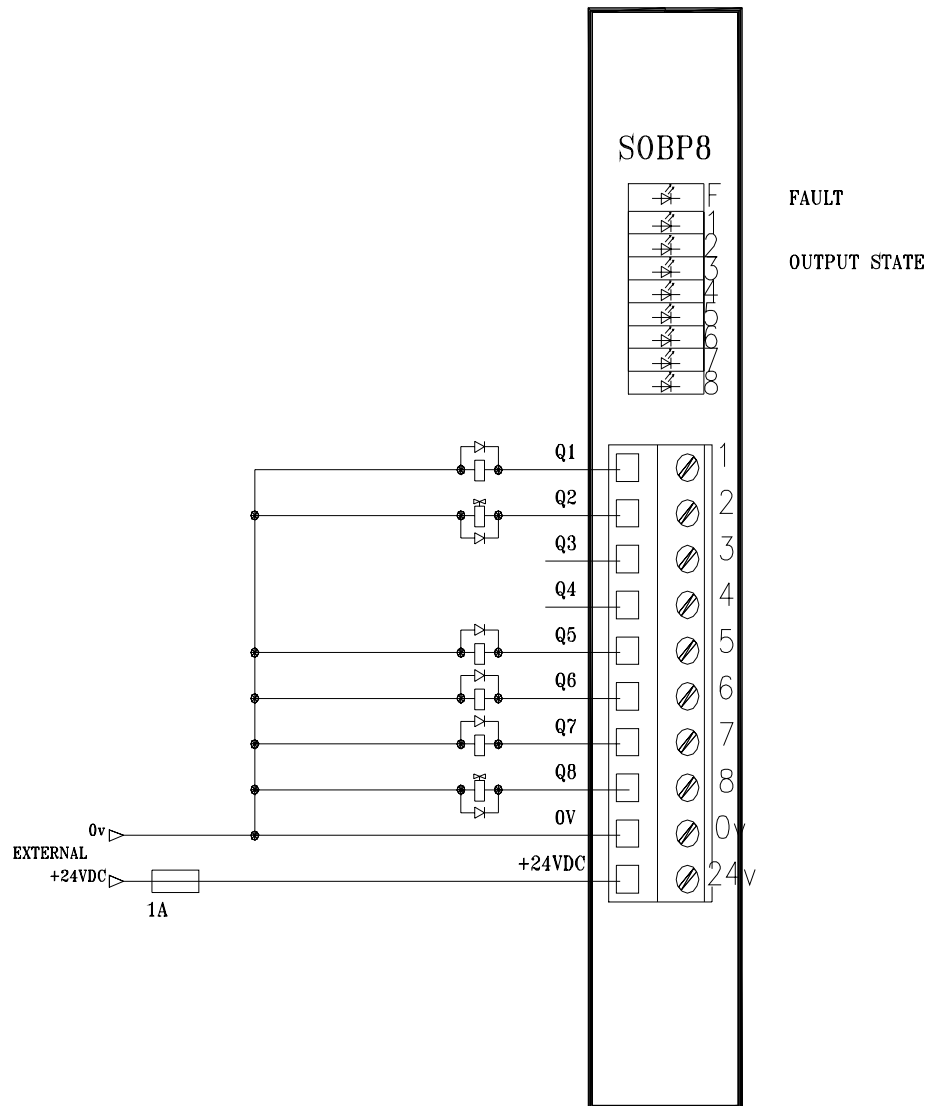 SOBP8
F
FAULT
1
2
OUTPUT STATE
3
4
5
6
7
8
Q1
1
Q2
2
Q3
3
Q4
4
Q5
5
Q6
6
Q7
7
Q8
8
0v
0V
0v
EXTERNAL
+24VDC
+24VDC
24v
1A